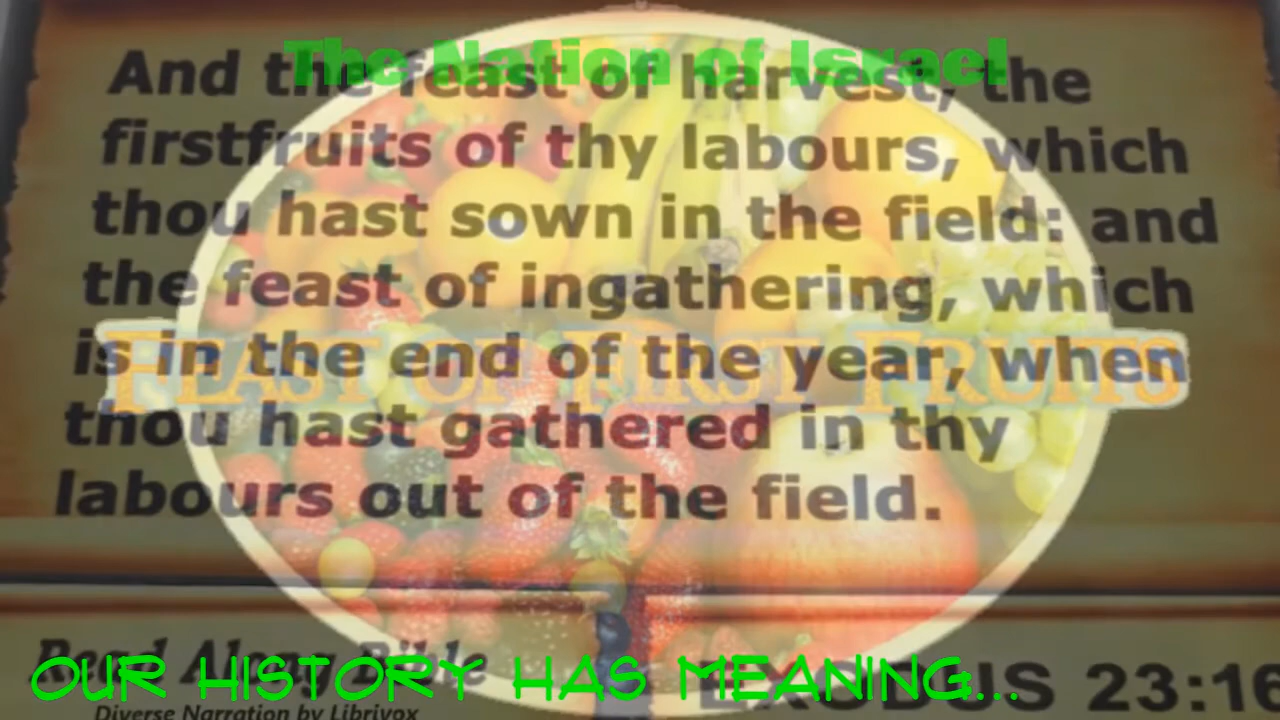 The Nation of Israel
And the feast of harvest, the
firstfruits of thy labours, which
thou hast sown in the field: and
the feast of ingathering, which
is in the end of the year, when
thou hast gathered in thy
labours out of the field.
FEAST OF FIRST FRUITS
Read Along Bible
Diverse Narration by Librivox
EXODUS 23:16
OUR HISTORY HAS MEANING...